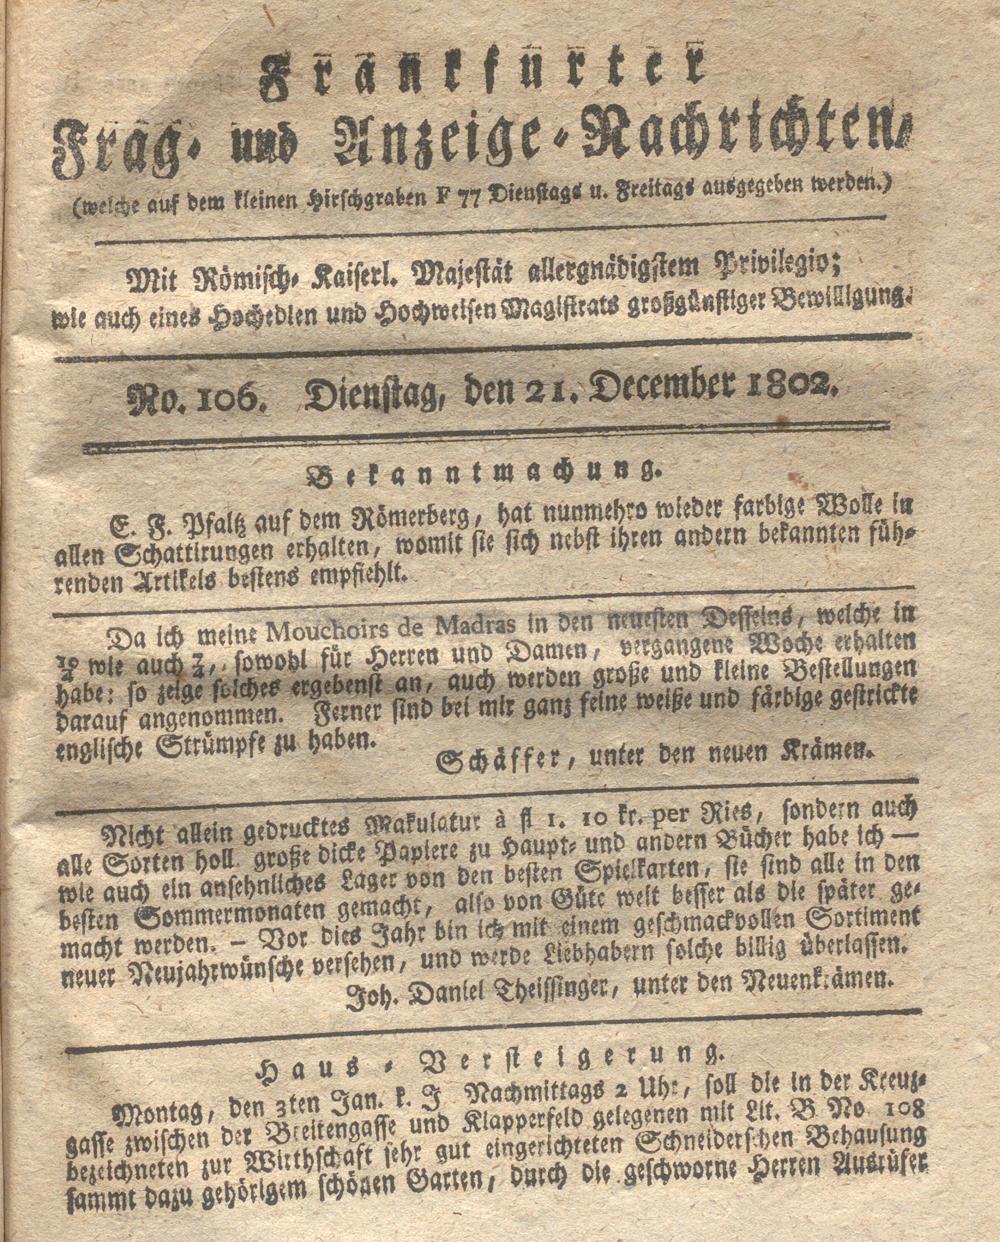 Frankfurter
Frag- und Anzeige-Nachrichten,
(welche auf dem kleinen Hirschgraben F 77 Dienstags u. Freitags ausgegeben werden.)
Mit Römisch- Kaiserl. Majestät allergnädigstem Privilegio;
wie auch eines Hochedlen und Hochweisen Magistrats großgünstiger Bewilligung.
No. 106. Dienstag, den 21. December 1802.
Bekanntmachung.
E. F. Pfaltz auf dem Römerberg, hat nunmehro wieder farbige Wolle in
allen Schattirungen erhalten, womit sie sich nebst ihren andern bekannten füh-
renden Artikels bestens empfiehlt.
Da ich meine Mouchoirs de Madras in den neuesten Desseins, welche in
10/4 wie auch 7/4, sowohl für Herren und Damen, vergangene Woche erhalten
habe: so zeige solches ergebenst an, auch werden große und kleine Bestellungen
darauf angenommen. Ferner sind bei mir ganz feine weiße und färbige gestrickte
englische Strümpfe zu haben.
Schäffer, unter den neuen Krämen.
Nicht allein gedrucktes Makulatur à fl 1. 10 kr. per Ries, sondern auch
alle Sorten holl. große dicke Papiere zu Haupt- und andern Bücher habe ich —
wie auch ein ansehnliches Lager von den besten Spielkarten, sie sind alle in den
besten Sommermonaten gemacht, also von Güte weit besser als die später ge-
macht werden. – Vor dies Jahr bin ich mit einem geschmackvollen Sortiment
neuer Neujahrwünsche versehen, und werde Liebhabern solche billig überlassen.
Joh. Daniel Theissinger, unter den Neuenkrämen.
Haus-Versteigerung.
Montag, den 3ten Jan. k. J Nachmittags 2 Uhr, soll die in der Kreuz-
gasse zwischen der Breitengasse und Klapperfeld gelegenen mit Lit. B No 108
bezeichneten zur Wirthschaft sehr gut eingerichteten Schneiderschen Behausung
sammt dazu gehörigem schönen Garten, durch die geschworne Herren Ausrüfer